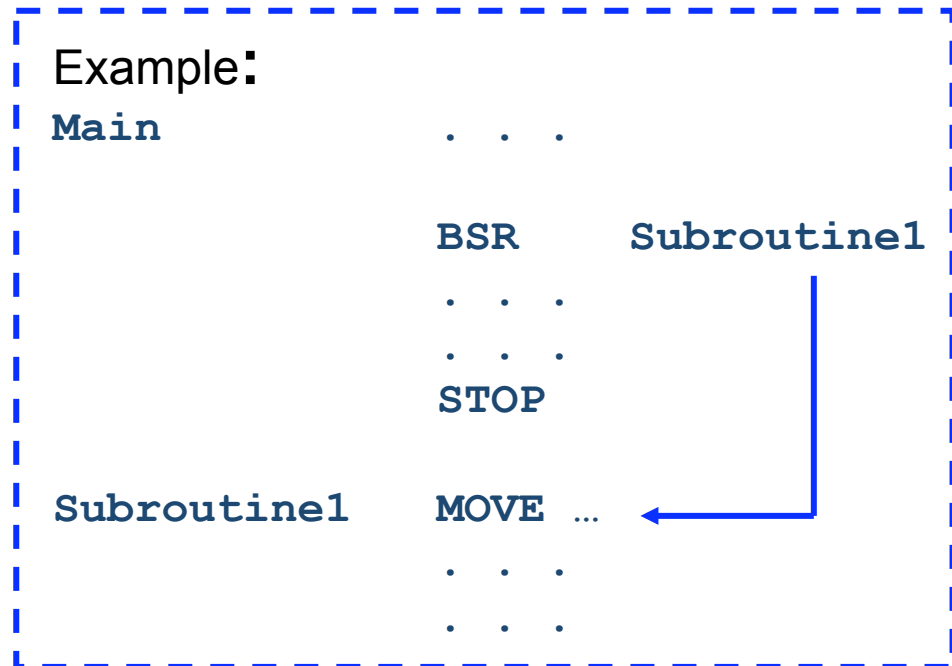 Example:
Main . . .
BSR Subroutine1
. . .
. . .
STOP
Subroutine1 MOVE …
. . .
. . .